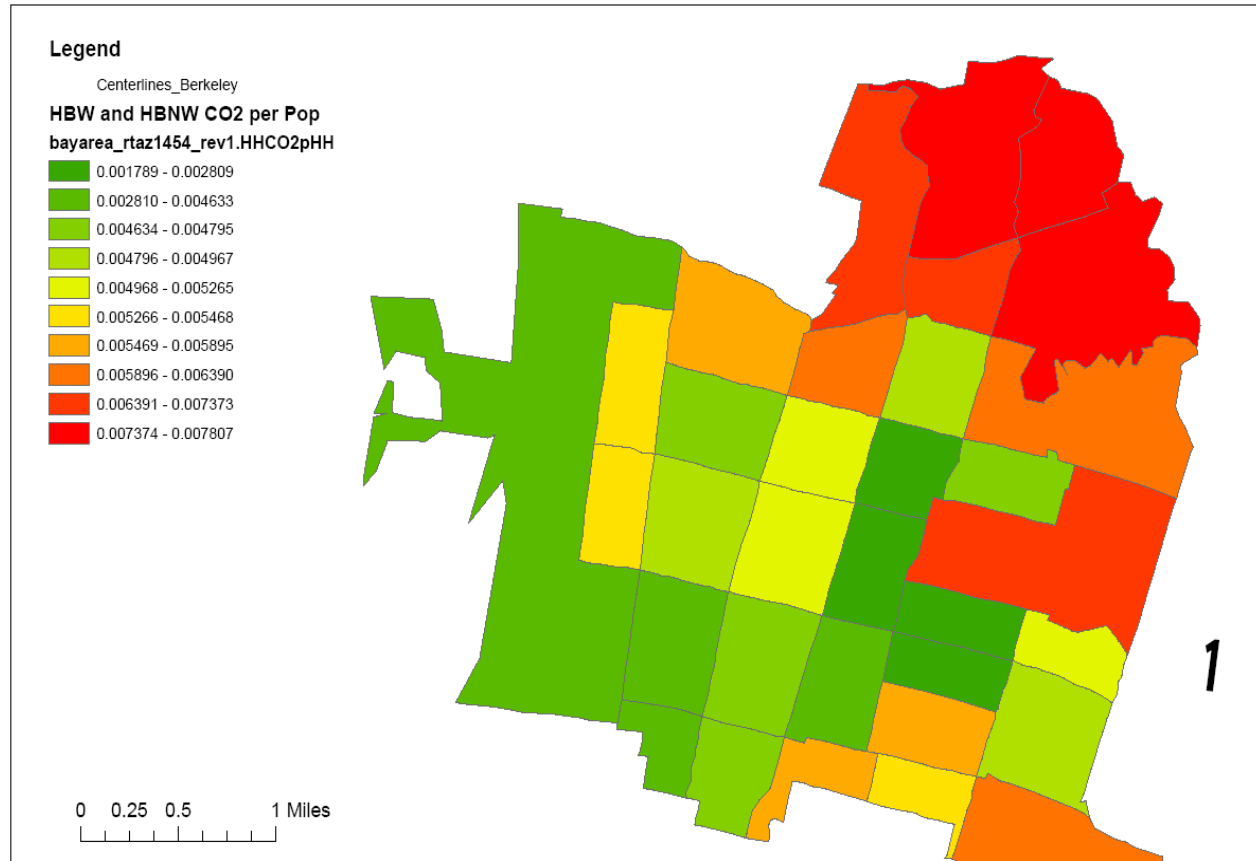 Legend
Centerlines_Berkeley
HBW and HBNW CO2 per Pop
bayarea_rtaz1454_rev1.HHCO2pHH
0.001789 - 0.002809
0.002810 - 0.004633
0.004634 - 0.004795
0.004796 - 0.004967
0.004968 - 0.005265
0.005266 - 0.005468
0.005469 - 0.005895
0.005896 - 0.006390
0.006391 - 0.007373
0.007374 - 0.007807
1
0 0.25 0.5 1 Miles